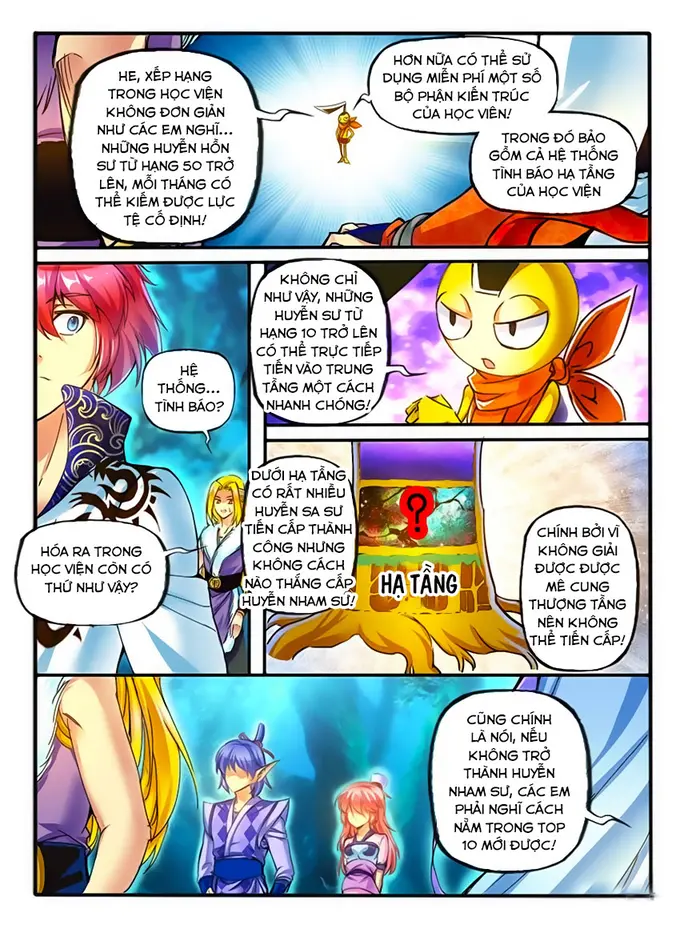 HE, XẾP HẠNG
TRONG HỌC VIỆN
KHÔNG ĐƠN GIẢN
NHƯ CÁC EM NGHĨ...
NHỮNG HUYỄN HỒN
SƯ TỪ HẠNG 50 TRỞ
LÊN, MỖI THÁNG CÓ
THỂ KIẾM ĐƯỢC LỰC
TỆ CỐ ĐỊNH!
HƠN NỮA CÓ THỂ SỬ
DỤNG MIỄN PHÍ MỘT SỐ
BỘ PHẬN KIẾN TRÚC
CỦA HỌC VIÊN!
TRONG ĐÓ BẢO
GỒM CẢ HỆ THỐNG
TÌNH BÁO HẠ TẦNG
CỦA HỌC VIỆN
HỆ
THỐNG...
TÌNH BÁO?
HÓA RA TRONG
HỌC VIỆN CÒN CÓ
THỨ NHƯ VẬY?
KHÔNG CHỈ
NHƯ VẬY, NHỮNG
HUYỄN SƯ TỪ
HẠNG 10 TRỞ LÊN
CÓ THỂ TRỰC TIẾP
TIẾN VÀO TRUNG
TẦNG MỘT CÁCH
NHANH CHÓNG!
DƯỚI HẠ TẦNG
CÓ RẤT NHIỀU
HUYỄN SA SƯ
TIẾN CẤP THÀNH
CÔNG NHƯNG
KHÔNG CÁCH
NÀO THĂNG CẤP
HUYỄN NHAM SƯ!
?
HẠ TẦNG
CHÍNH BỞI VÌ
KHÔNG GIẢI
ĐƯỢC ĐƯỢC
MÊ CUNG
THƯỢNG TẦNG
NÊN KHÔNG
THỂ TIẾN CẤP!
CŨNG CHÍNH
LÀ NÓI, NẾU
KHÔNG TRỞ
THÀNH HUYỄN
NHAM SƯ, CÁC EM
PHẢI NGHĨ CÁCH
NẰM TRONG TOP
10 MỚI ĐƯỢC!